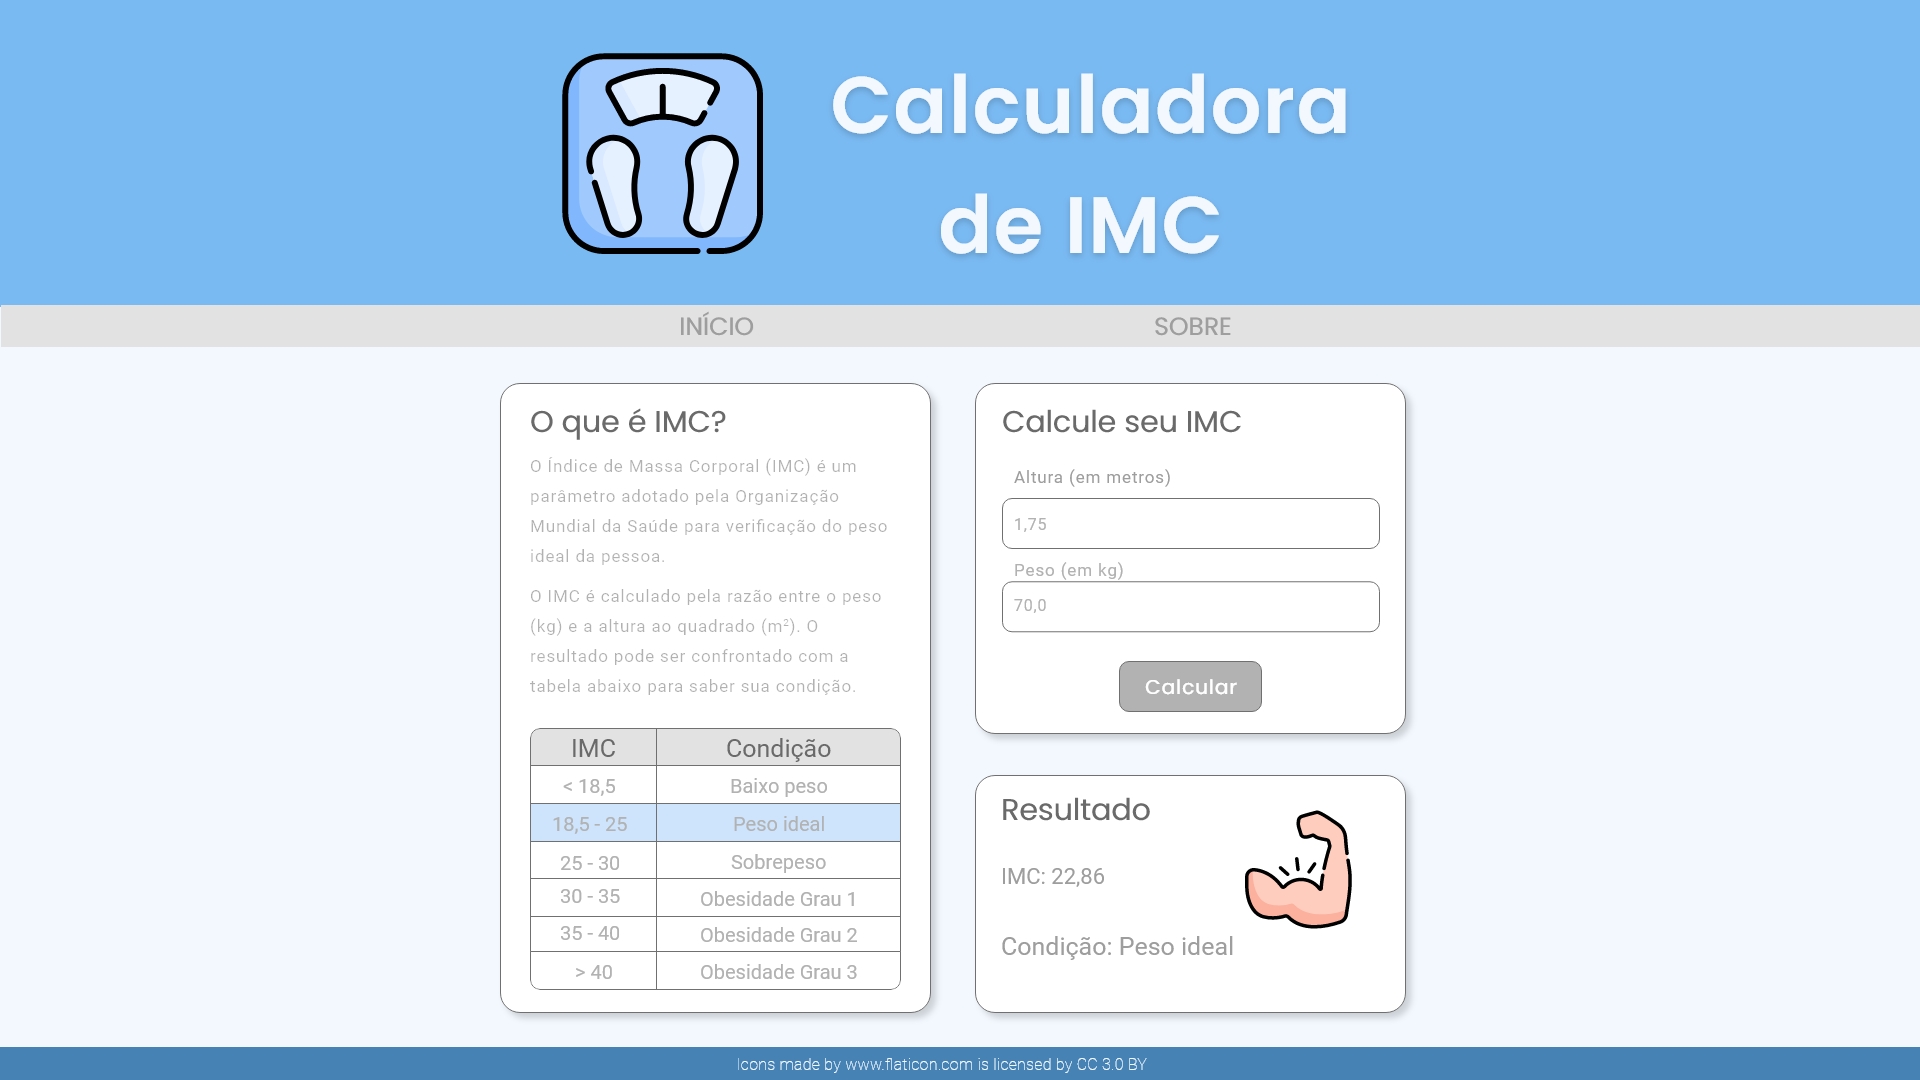 Calculadora
de IMC
INÍCIO
SOBRE
O que é IMC?
O Índice de Massa Corporal (IMC) é um
parâmetro adotado pela Organização
Mundial da Saúde para verificação do peso
ideal da pessoa.
O IMC é calculado pela razão entre o peso
(kg) e a altura ao quadrado (m²). O
resultado pode ser confrontado com a
tabela abaixo para saber sua condição.
IMC Condição
< 18,5 Baixo peso
18,5 - 25 Peso ideal
25 - 30 Sobrepeso
30 - 35 Obesidade Grau 1
35 - 40 Obesidade Grau 2
> 40 Obesidade Grau 3
Calcule seu IMC
Altura (em metros)
1,75
Peso (em kg)
70,0
Calcular
Resultado
IMC: 22,86
Condição: Peso ideal
Icons made by www.flaticon.com is licensed by CC 3.0 BY